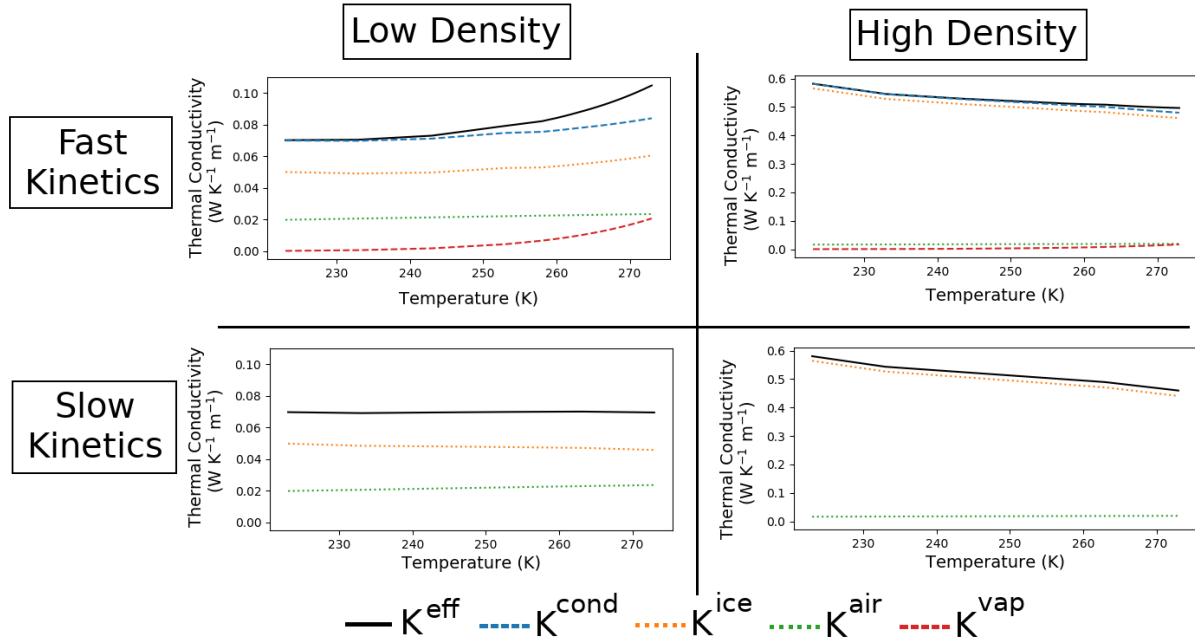 Low Density
High Density
Fast
Kinetics
Thermal Conductivity
(W K⁻¹ m⁻¹)
0.10
0.08
0.06
0.04
0.02
0.00
230
240
250
260
270
Temperature (K)
Thermal Conductivity
(W K⁻¹ m⁻¹)
0.6
0.5
0.4
0.3
0.2
0.1
0.0
230
240
250
260
270
Temperature (K)
Slow
Kinetics
Thermal Conductivity
(W K⁻¹ m⁻¹)
0.10
0.08
0.06
0.04
0.02
0.00
230
240
250
260
270
Temperature (K)
Thermal Conductivity
(W K⁻¹ m⁻¹)
0.6
0.5
0.4
0.3
0.2
0.1
0.0
230
240
250
260
270
Temperature (K)
K^eff K^cond K^ice K^air K^vap